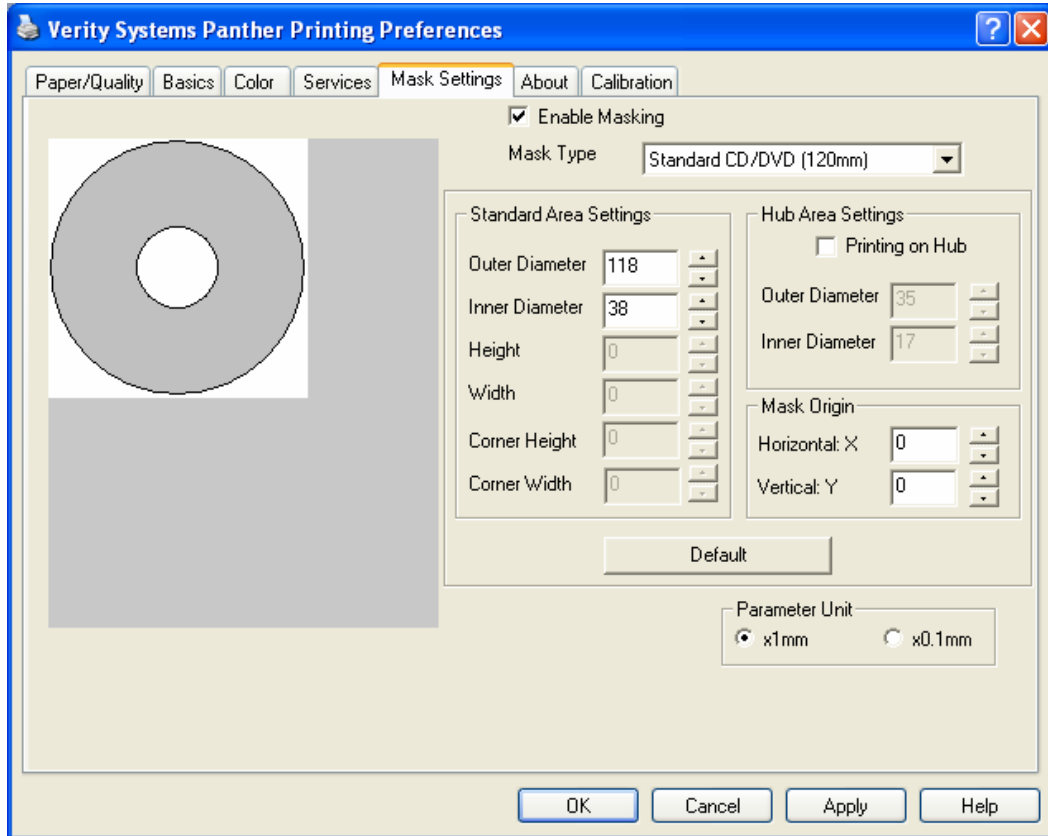 Verity Systems Panther Printing Preferences
Paper/Quality Basics Color Services Mask Settings About Calibration
Enable Masking
Mask Type Standard CD/DVD (120mm)
Standard Area Settings
Outer Diameter 118
Inner Diameter 38
Height 0
Width 0
Corner Height 0
Corner Width 0
Hub Area Settings
Printing on Hub
Outer Diameter 35
Inner Diameter 17
Mask Origin
Horizontal: X 0
Vertical: Y 0
Default
Parameter Unit
x1mm x0.1mm
OK Cancel Apply Help